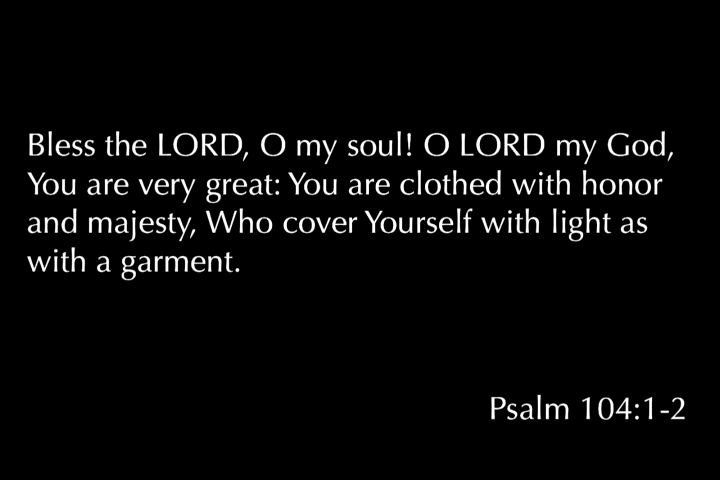 Bless the LORD, O my soul! O LORD my God,
You are very great: You are clothed with honor
and majesty, Who cover Yourself with light as
with a garment.
Psalm 104:1-2